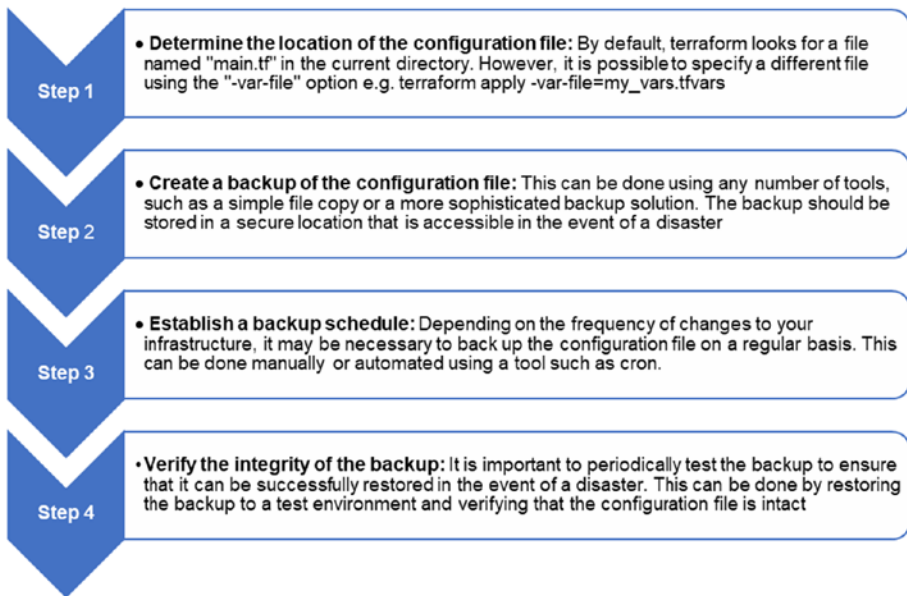 Step 1
• Determine the location of the configuration file: By default, terraform looks for a file
named "main.tf" in the current directory. However, it is possible to specify a different file
using the "-var-file" option e.g. terraform apply -var-file=my_vars.tfvars
Step 2
• Create a backup of the configuration file: This can be done using any number of tools,
such as a simple file copy or a more sophisticated backup solution. The backup should be
stored in a secure location that is accessible in the event of a disaster
Step 3
• Establish a backup schedule: Depending on the frequency of changes to your
infrastructure, it may be necessary to back up the configuration file on a regular basis. This
can be done manually or automated using a tool such as cron.
Step 4
• Verify the integrity of the backup: It is important to periodically test the backup to ensure
that it can be successfully restored in the event of a disaster. This can be done by restoring
the backup to a test environment and verifying that the configuration file is intact